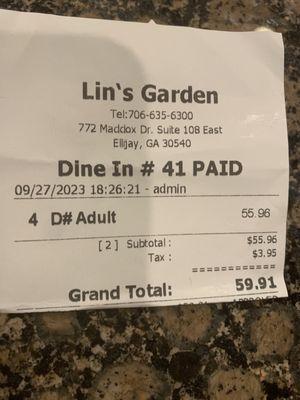 Lin's Garden
Tel:706-635-6300
772 Maddox Dr. Suite 108 East
Ellijay, GA 30540
Dine In # 41 PAID
09/27/2023 18:26:21 - admin
4 D# Adult 55.96
[ 2 ] Subtotal : $55.96
Tax : $3.95
============
Grand Total: 59.91